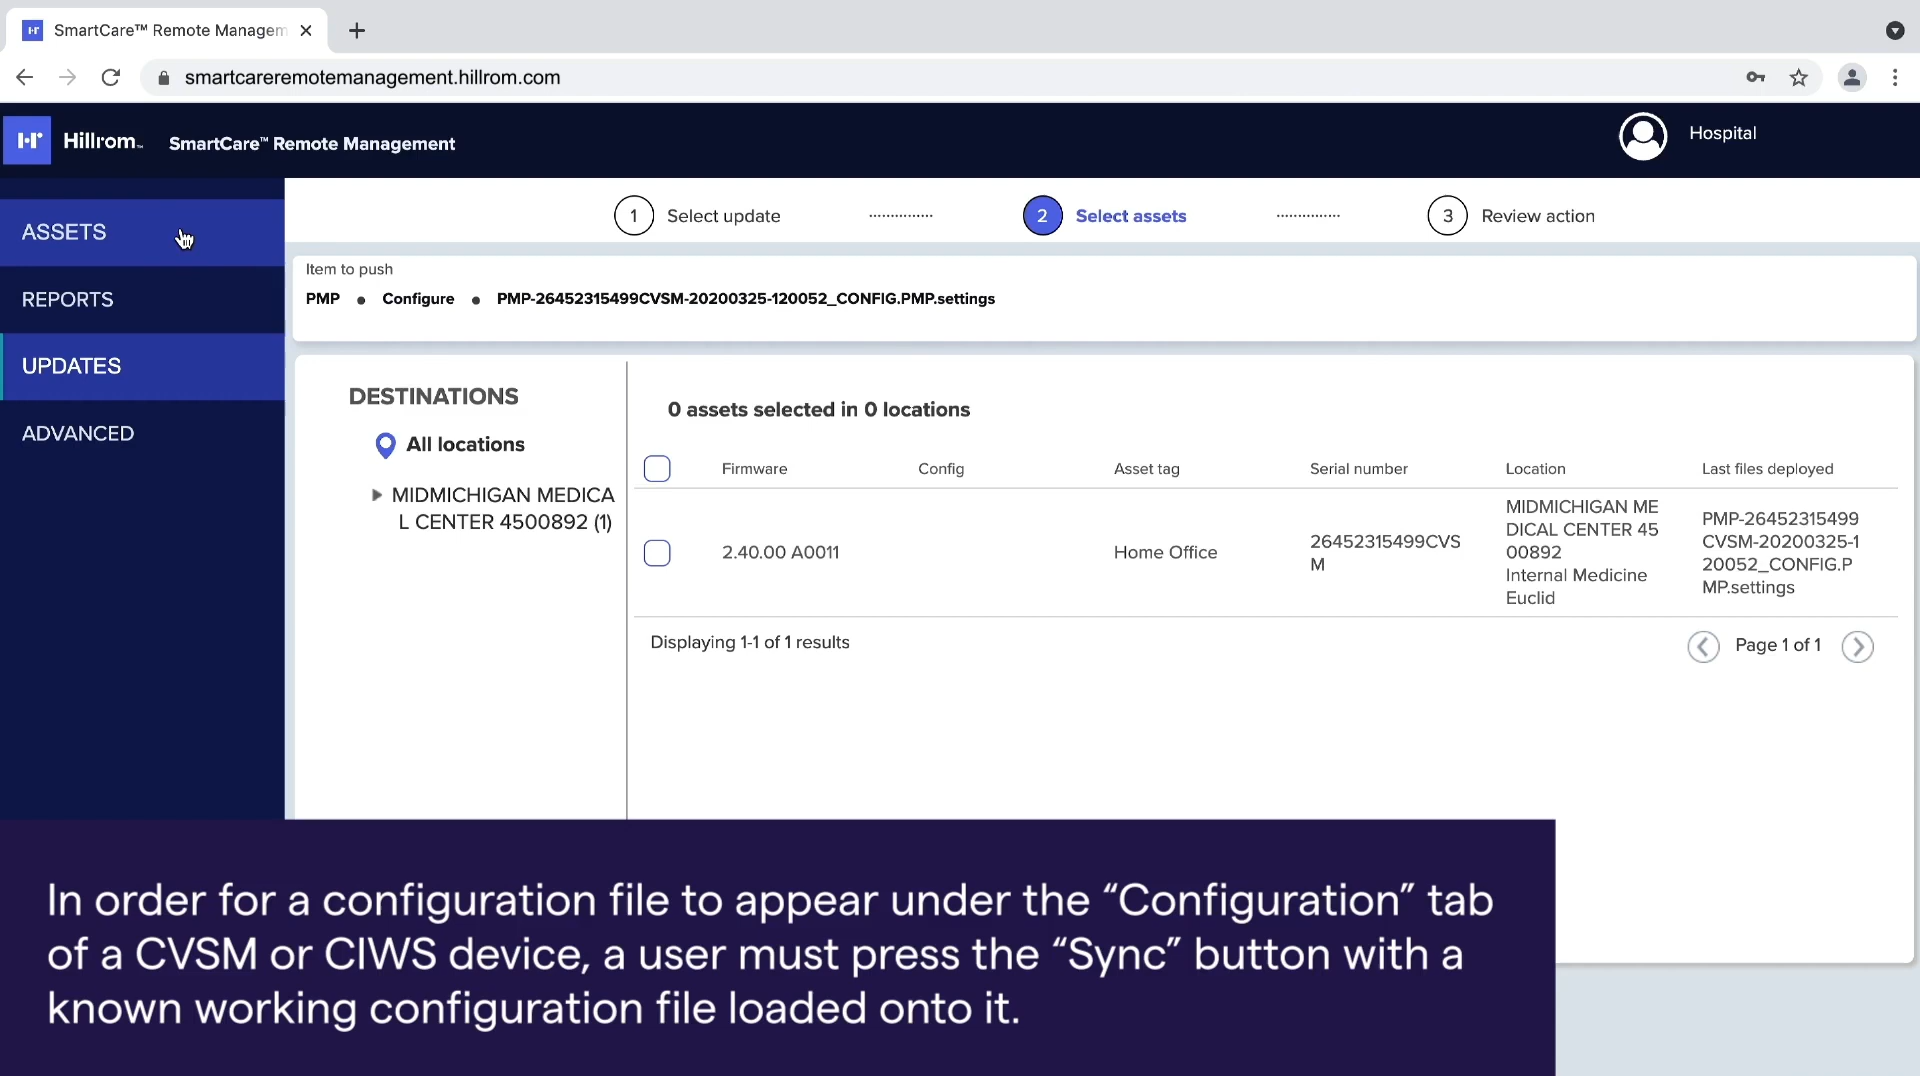 SmartCare™ Remote Managem
smartcareremotemanagement.hillrom.com
Hillrom™ SmartCare™ Remote Management
Hospital
ASSETS
REPORTS
UPDATES
ADVANCED
1 Select update
2 Select assets
3 Review action
Item to push
PMP • Configure • PMP-26452315499CVSM-20200325-120052_CONFIG.PMP.settings
DESTINATIONS
All locations
MIDMICHIGAN MEDICA
L CENTER 4500892 (1)
0 assets selected in 0 locations
Firmware Config Asset tag Serial number Location Last files deployed
2.40.00 A0011
Home Office
26452315499CVS
M
MIDMICHIGAN ME
DICAL CENTER 45
00892
Internal Medicine
Euclid
PMP-26452315499
CVSM-20200325-1
20052_CONFIG.P
MP.settings
Displaying 1-1 of 1 results
Page 1 of 1
In order for a configuration file to appear under the “Configuration” tab
of a CVSM or CIWS device, a user must press the “Sync” button with a
known working configuration file loaded onto it.